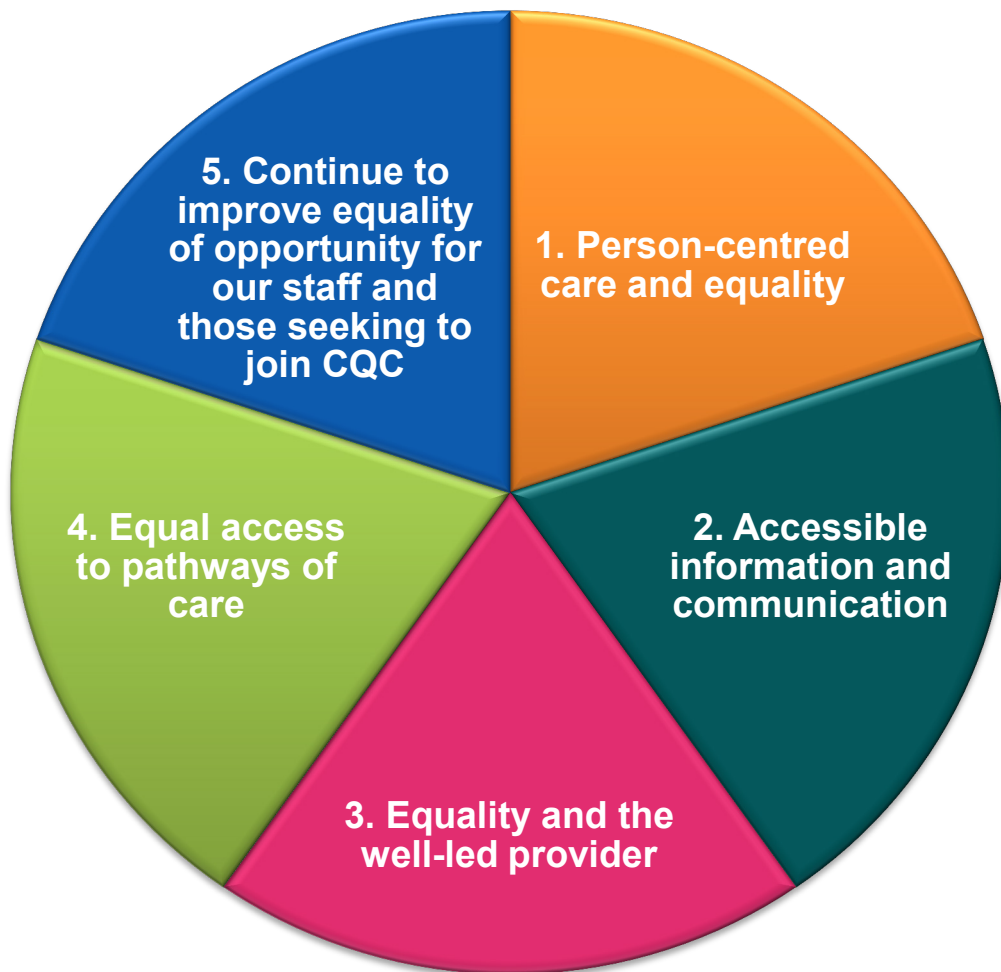 1. Person-centred
care and equality
2. Accessible
information and
communication
3. Equality and the
well-led provider
4. Equal access
to pathways of
care
5. Continue to
improve equality
of opportunity for
our staff and
those seeking to
join CQC